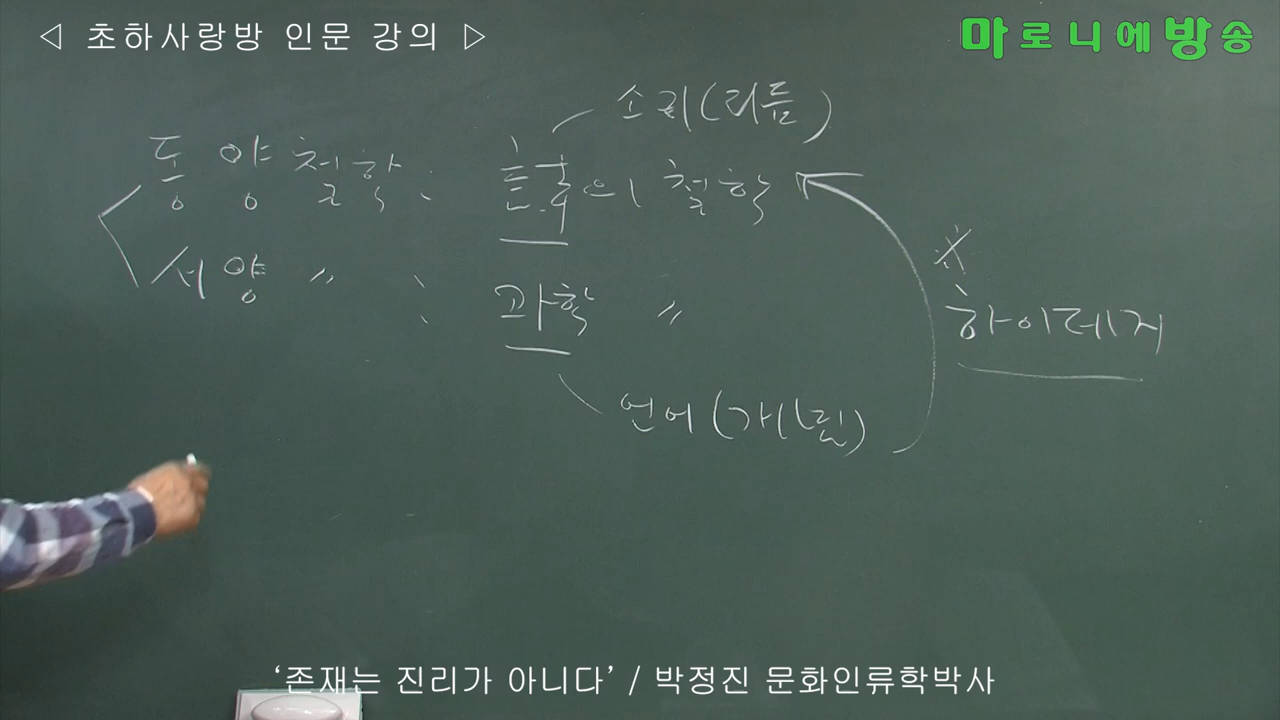 ◁ 초하사랑방 인문 강의 ▷
마로니에방송
소리(리듬)
동양철학 : 의 철학
서양 〃 : 과학 〃
※
하이데거
언어(개념)
‘존재는 진리가 아니다’ / 박정진 문화인류학박사